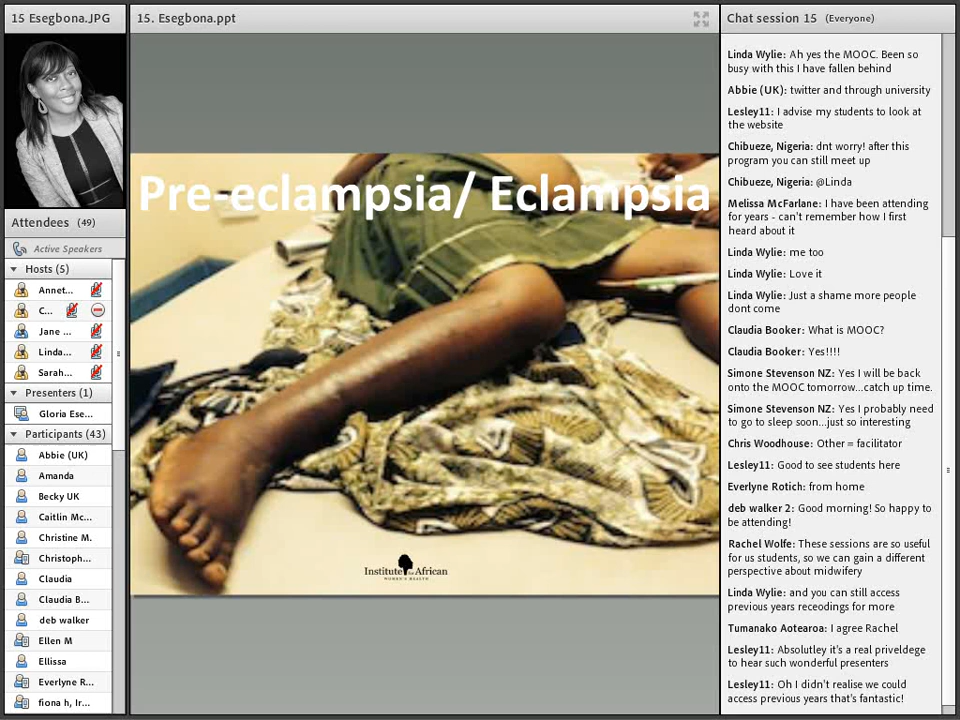 15 Esegbona.JPG
Attendees (49)
Active Speakers
Hosts (5)
Annet...
C...
Jane ...
Linda...
Sarah...
Presenters (1)
Gloria Ese...
Participants (43)
Abbie (UK)
Amanda
Becky UK
Caitlin Mc...
Christine M.
Christoph...
Claudia
Claudia B...
deb walker
Ellen M
Ellissa
Everlyne R...
fiona h, Ir...
15. Esegbona.ppt
Pre-eclampsia/ Eclampsia
Institute for African
WOMEN'S HEALTH
Chat session 15 (Everyone)
Linda Wylie: Ah yes the MOOC. Been so
busy with this I have fallen behind
Abbie (UK): twitter and through university
Lesley11: I advise my students to look at
the website
Chibueze, Nigeria: dnt worry! after this
program you can still meet up
Chibueze, Nigeria: @Linda
Melissa McFarlane: I have been attending
for years - can't remember how I first
heard about it
Linda Wylie: me too
Linda Wylie: Love it
Linda Wylie: Just a shame more people
dont come
Claudia Booker: What is MOOC?
Claudia Booker: Yes!!!!
Simone Stevenson NZ: Yes I will be back
onto the MOOC tomorrow...catch up time.
Simone Stevenson NZ: Yes I probably need
to go to sleep soon...just so interesting
Chris Woodhouse: Other = facilitator
Lesley11: Good to see students here
Everlyne Rotich: from home
deb walker 2: Good morning! So happy to
be attending!
Rachel Wolfe: These sessions are so useful
for us students, so we can gain a different
perspective about midwifery
Linda Wylie: and you can still access
previous years receodings for more
Tumanako Aotearoa: I agree Rachel
Lesley11: Absolutley it's a real priveldege
to hear such wonderful presenters
Lesley11: Oh I didn't realise we could
access previous years that's fantastic!